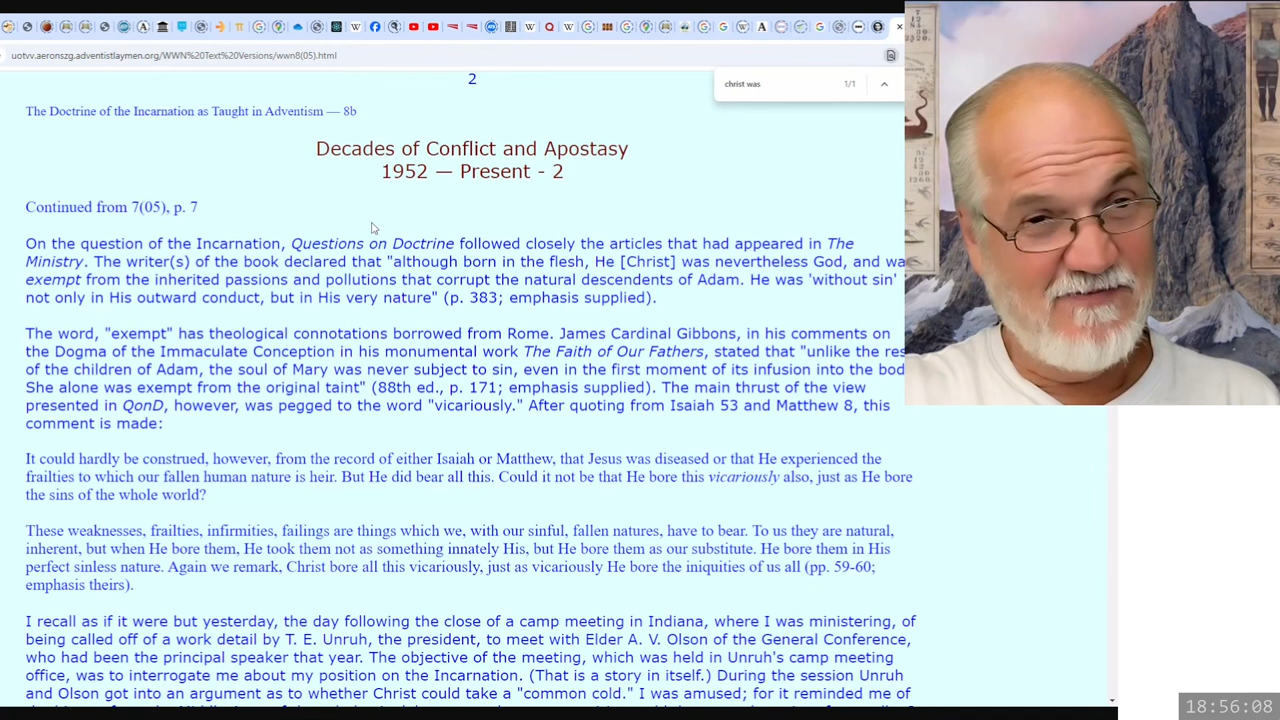 uotvv.aeronszg.adventistlaymen.org/WWN%20Text%20Versions/wwn8(05).html
christ was 1/1
2
The Doctrine of the Incarnation as Taught in Adventism — 8b
Decades of Conflict and Apostasy
1952 — Present - 2
Continued from 7(05), p. 7
On the question of the Incarnation, Questions on Doctrine followed closely the articles that had appeared in The
Ministry. The writer(s) of the book declared that "although born in the flesh, He [Christ] was nevertheless God, and wa
exempt from the inherited passions and pollutions that corrupt the natural descendents of Adam. He was 'without sin'
not only in His outward conduct, but in His very nature" (p. 383; emphasis supplied).
The word, "exempt" has theological connotations borrowed from Rome. James Cardinal Gibbons, in his comments on
the Dogma of the Immaculate Conception in his monumental work The Faith of Our Fathers, stated that "unlike the res
of the children of Adam, the soul of Mary was never subject to sin, even in the first moment of its infusion into the bod
She alone was exempt from the original taint" (88th ed., p. 171; emphasis supplied). The main thrust of the view
presented in QonD, however, was pegged to the word "vicariously." After quoting from Isaiah 53 and Matthew 8, this
comment is made:
It could hardly be construed, however, from the record of either Isaiah or Matthew, that Jesus was diseased or that He experienced the
frailties to which our fallen human nature is heir. But He did bear all this. Could it not be that He bore this vicariously also, just as He bore
the sins of the whole world?
These weaknesses, frailties, infirmities, failings are things which we, with our sinful, fallen natures, have to bear. To us they are natural,
inherent, but when He bore them, He took them not as something innately His, but He bore them as our substitute. He bore them in His
perfect sinless nature. Again we remark, Christ bore all this vicariously, just as vicariously He bore the iniquities of us all (pp. 59-60;
emphasis theirs).
I recall as if it were but yesterday, the day following the close of a camp meeting in Indiana, where I was ministering, of
being called off of a work detail by T. E. Unruh, the president, to meet with Elder A. V. Olson of the General Conference,
who had been the principal speaker that year. The objective of the meeting, which was held in Unruh's camp meeting
office, was to interrogate me about my position on the Incarnation. (That is a story in itself.) During the session Unruh
and Olson got into an argument as to whether Christ could take a "common cold." I was amused; for it reminded me of
18:56:08